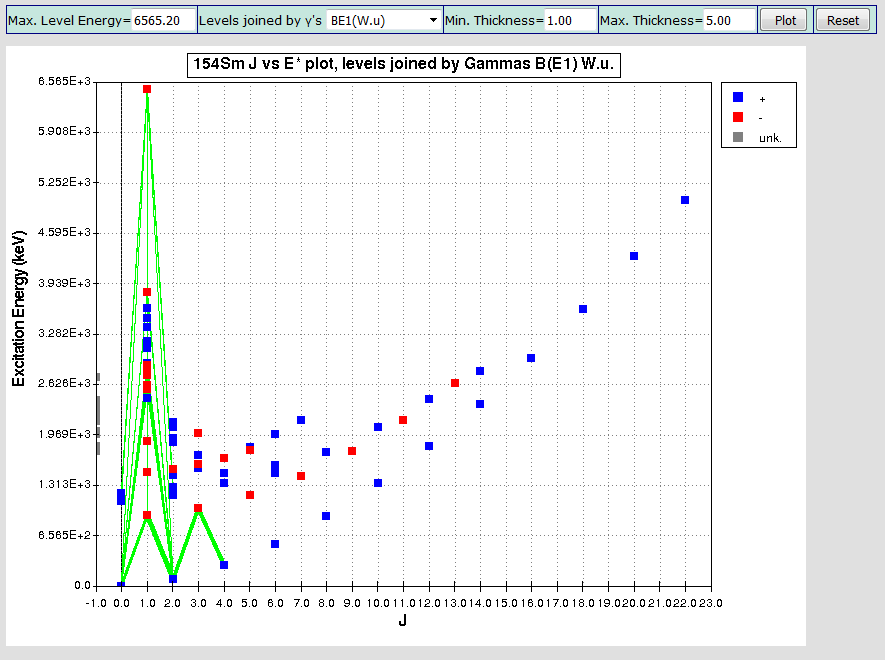 Max. Level Energy= 6565.20 Levels joined by γ's BE1(W.u) Min. Thickness= 1.00 Max. Thickness= 5.00 Plot Reset
154Sm J vs E* plot, levels joined by Gammas B(E1) W.u.
+
-
unk.
Excitation Energy (keV)
6.565E+3
5.908E+3
5.252E+3
4.595E+3
3.939E+3
3.282E+3
2.626E+3
1.969E+3
1.313E+3
6.565E+2
0.0
-1.0 0.0 1.0 2.0 3.0 4.0 5.0 6.0 7.0 8.0 9.0 10.0 11.0 12.0 13.0 14.0 15.0 16.0 17.0 18.0 19.0 20.0 21.0 22.0 23.0
J